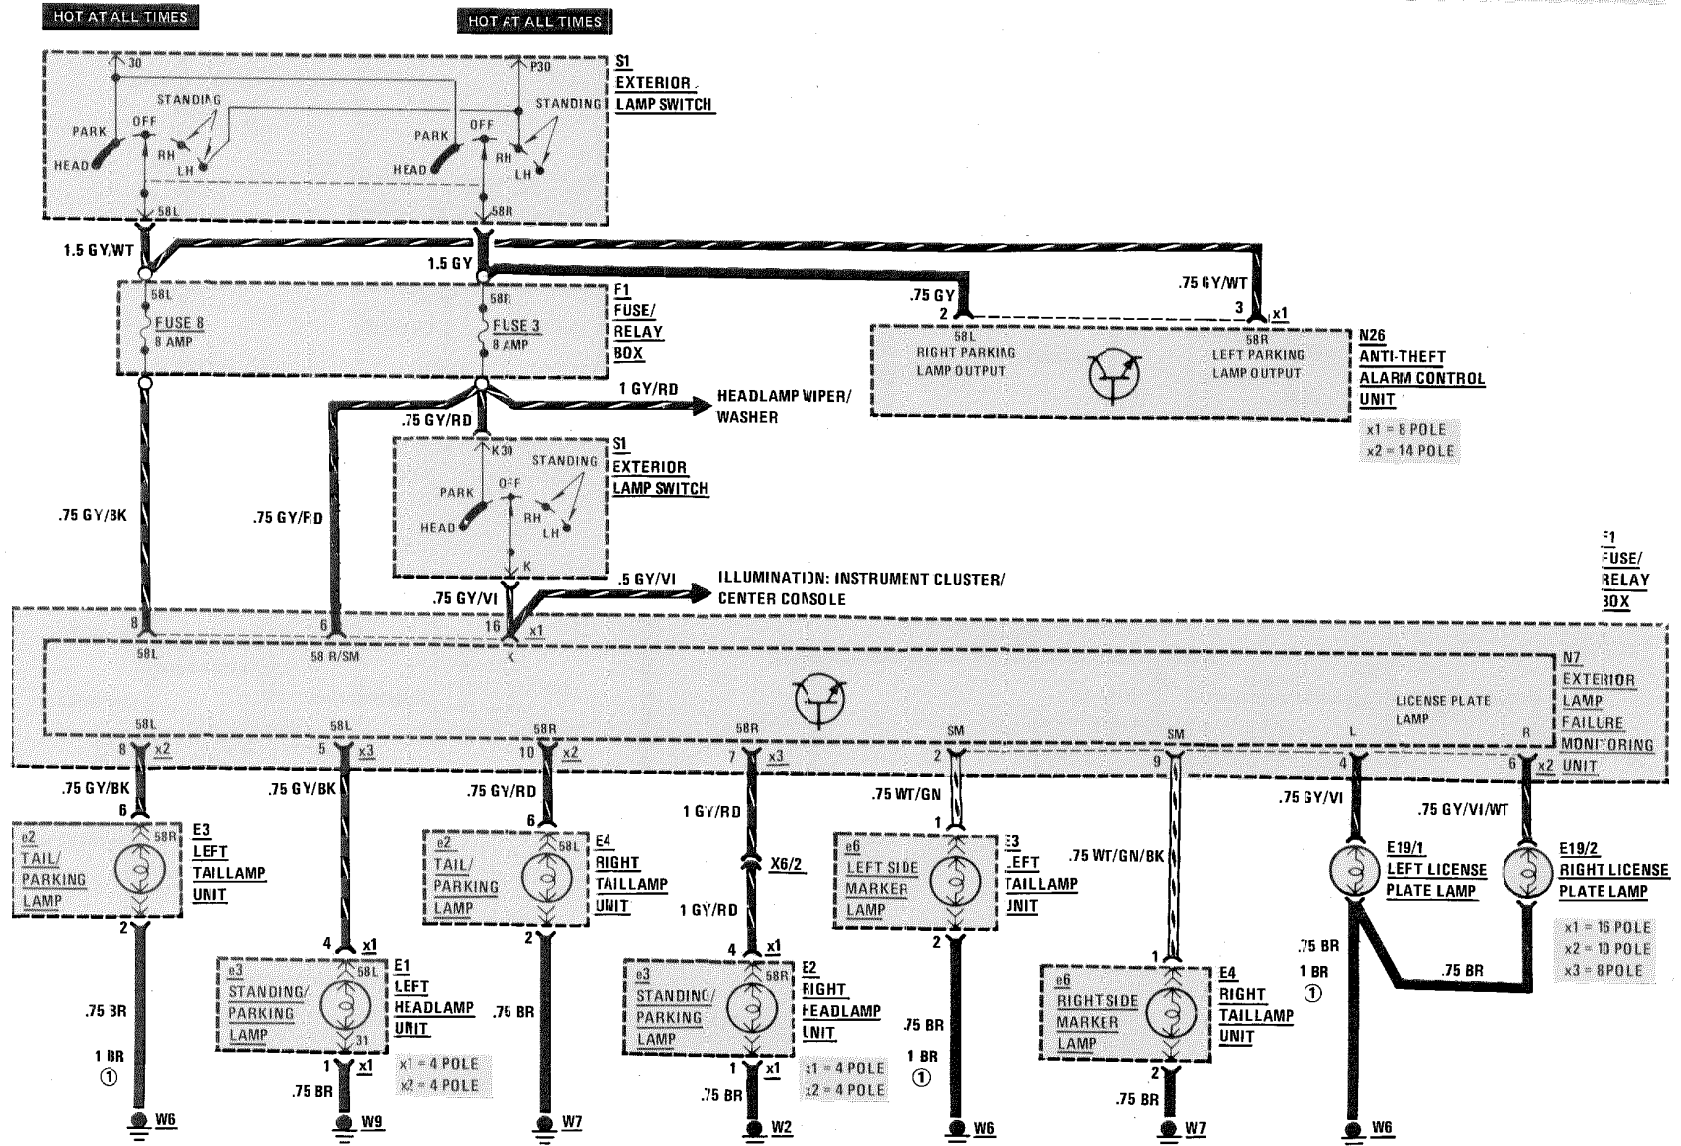 HOT AT ALL TIMES
HOT AT ALL TIMES
30
P30
S1
EXTERIOR
LAMP SWITCH
STANDING
STANDING
PARK
OFF
RH
LH
HEAD
PARK
OFF
RH
LH
HEAD
58L
58R
1.5 GY/WT
1.5 GY
.75 GY
2
.75 GY/WT
3
x1
58L
FUSE 8
8 AMP
58R
FUSE 3
8 AMP
F1
FUSE/
RELAY
BOX
58L
RIGHT PARKING
LAMP OUTPUT
58R
LEFT PARKING
LAMP OUTPUT
N26
ANTI-THEFT
ALARM CONTROL
UNIT
x1 = 8 POLE
x2 = 14 POLE
1 GY/RD
HEADLAMP WIPER/
WASHER
.75 GY/RD
K30
STANDING
PARK
OFF
RH
LH
HEAD
K
S1
EXTERIOR
LAMP SWITCH
.75 GY/BK
.75 GY/RD
.5 GY/VI
.75 GY/VI
ILLUMINATION: INSTRUMENT CLUSTER/
CENTER CONSOLE
F1
FUSE/
RELAY
BOX
8
6
16
x1
58L
58 R/SM
K
N7
EXTERIOR
LAMP
FAILURE
MONITORING
UNIT
LICENSE PLATE
LAMP
58L
58L
58R
58R
SM
SM
L
R
8
x2
5
x3
10
x2
7
x3
2
9
4
6
x2
.75 GY/BK
.75 GY/BK
.75 GY/RD
1 GY/RD
.75 WT/GN
.75 WT/GN/BK
.75 GY/VI
.75 GY/VI/WT
6
e2
TAIL/
PARKING
LAMP
58R
E3
LEFT
TAILLAMP
UNIT
2
6
e2
TAIL/
PARKING
LAMP
58L
E4
RIGHT
TAILLAMP
UNIT
2
X6/2
1 GY/RD
1
e6
LEFT SIDE
MARKER
LAMP
E3
LEFT
TAILLAMP
UNIT
2
E19/1
LEFT LICENSE
PLATE LAMP
E19/2
RIGHT LICENSE
PLATE LAMP
x1 = 16 POLE
x2 = 10 POLE
x3 = 8POLE
4
x1
e3
STANDING/
PARKING
LAMP
58L
31
E1
LEFT
HEADLAMP
UNIT
1
x1
x1 = 4 POLE
x2 = 4 POLE
4
x1
e3
STANDING/
PARKING
LAMP
58R
E2
RIGHT
HEADLAMP
UNIT
1
x1
x1 = 4 POLE
x2 = 4 POLE
1
e6
RIGHT SIDE
MARKER
LAMP
E4
RIGHT
TAILLAMP
UNIT
2
.75 BR
1 BR
1
.75 BR
.75 BR
.75 BR
.75 BR
1 BR
1
.75 BR
.75 BR
1 BR
1
.75 BR
W6
W9
W7
W2
W6
W7
W6